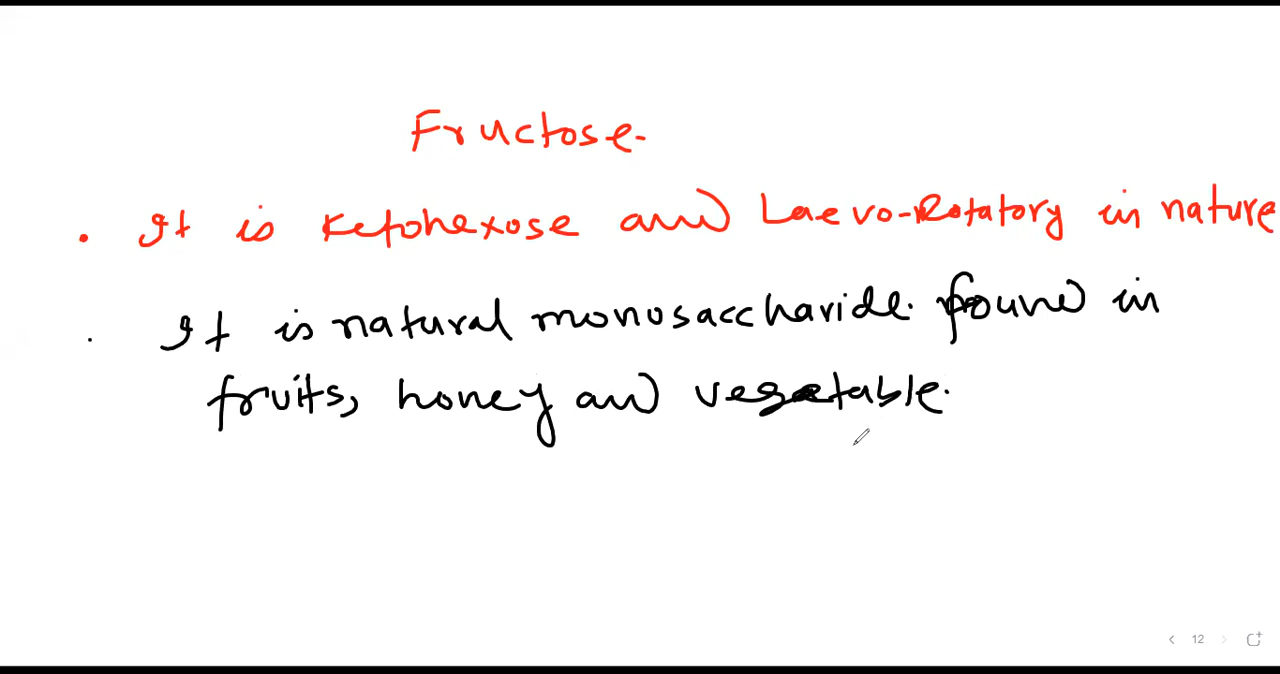 Fructose-
. It is Ketohexose and Laevo-Rotatory in nature
. It is natural monosaccharide. found in
fruits, honey and vegetable.
12